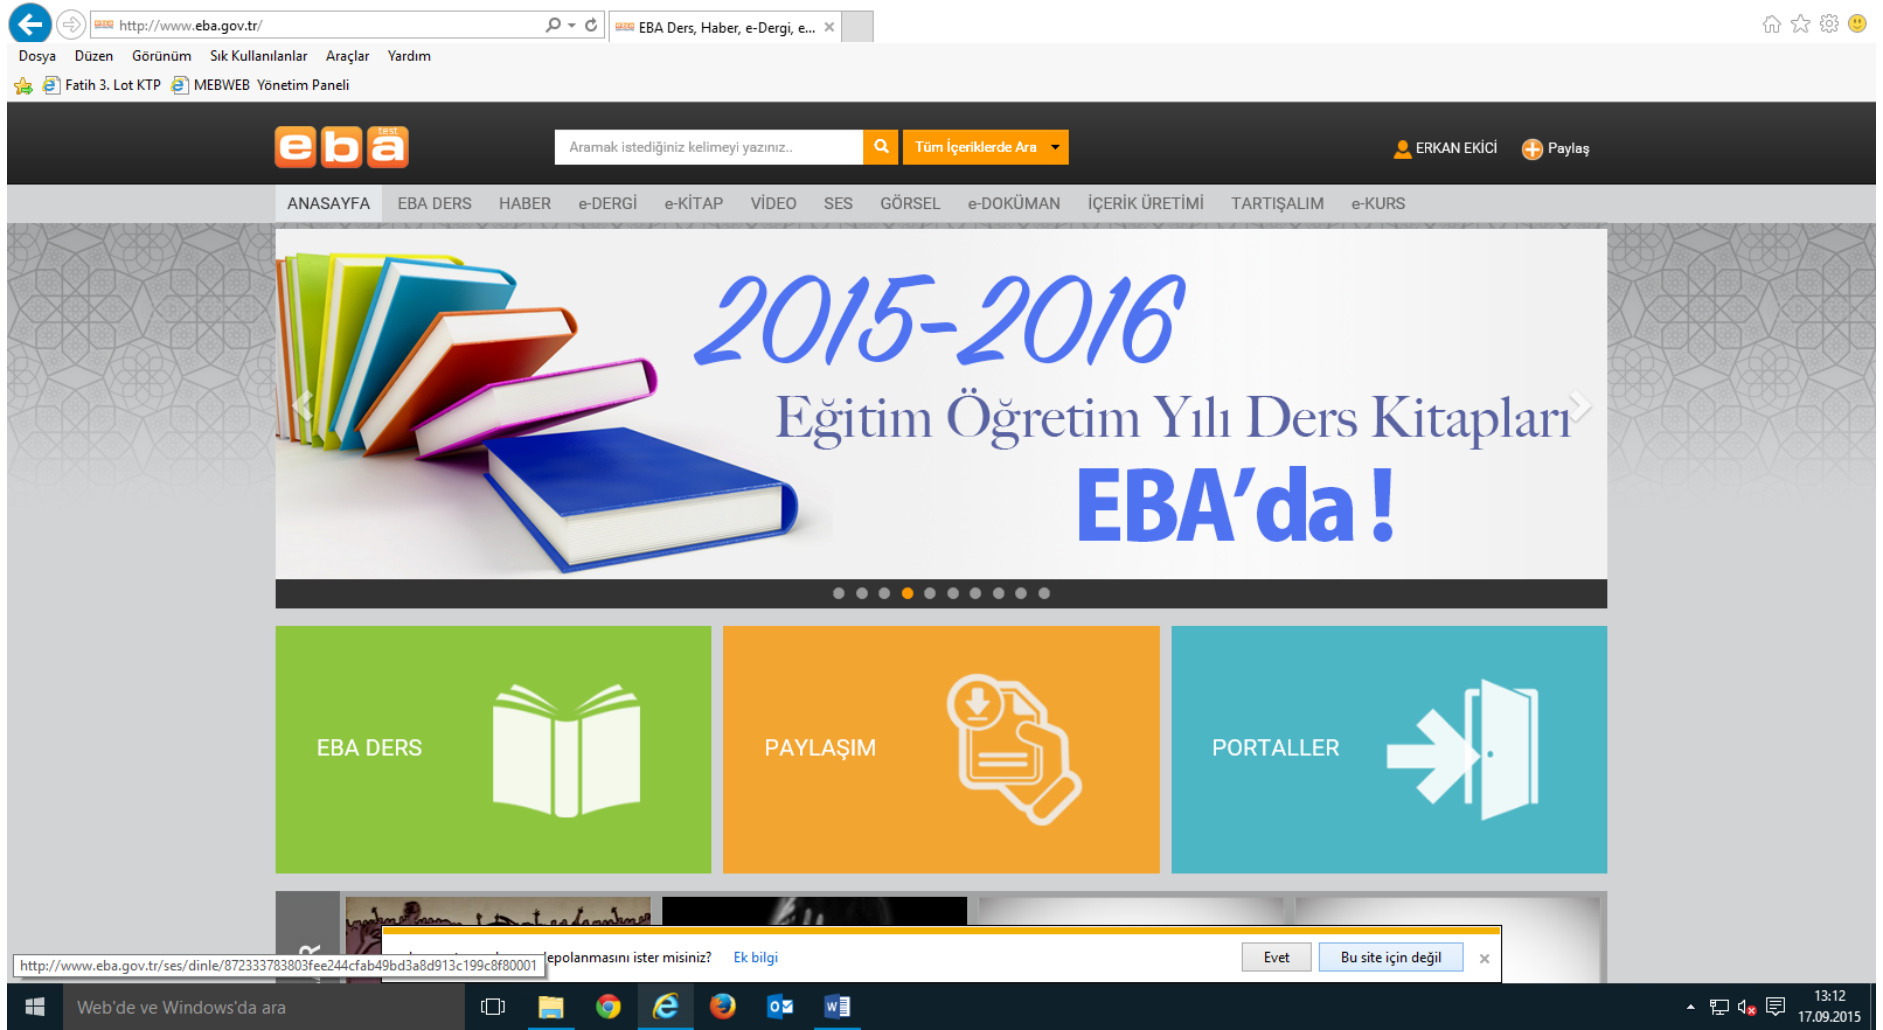 http://www.eba.gov.tr/
EBA Ders, Haber, e-Dergi, e...
Dosya Düzen Görünüm Sık Kullanılanlar Araçlar Yardım
Fatih 3. Lot KTP MEBWEB Yönetim Paneli
eba test
Aramak istediğiniz kelimeyi yazınız..
Tüm İçeriklerde Ara
ERKAN EKİCİ
Paylaş
ANASAYFA EBA DERS HABER e-DERGİ e-KİTAP VİDEO SES GÖRSEL e-DOKÜMAN İÇERİK ÜRETİMİ TARTIŞALIM e-KURS
2015-2016
Eğitim Öğretim Yılı Ders Kitapları
EBA’da !
EBA DERS
PAYLAŞIM
PORTALLER
depolanmasını ister misiniz? Ek bilgi
Evet
Bu site için değil
http://www.eba.gov.tr/ses/dinle/872333783803fee244cfab49bd3a8d913c199c8f80001
Web'de ve Windows'da ara
13:12
17.09.2015